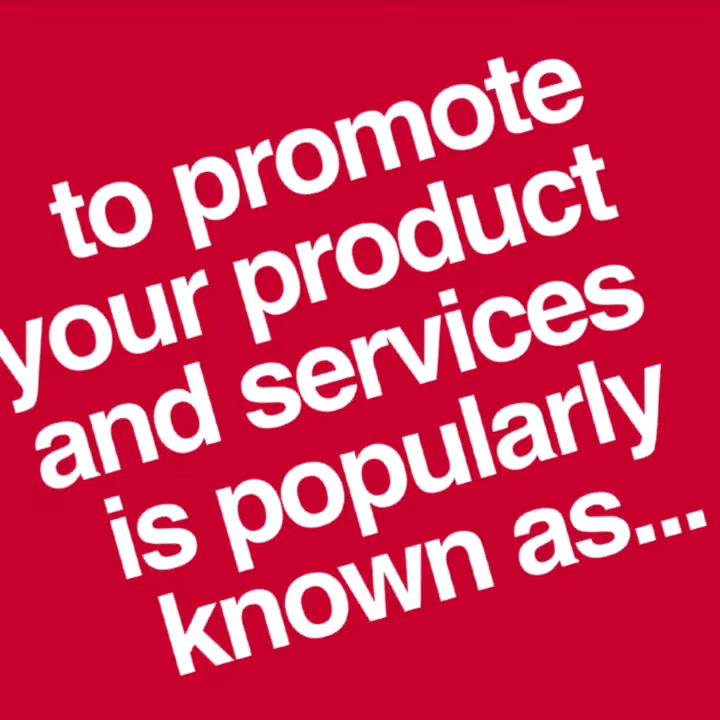 to promote
your product
and services
is popularly
known as...